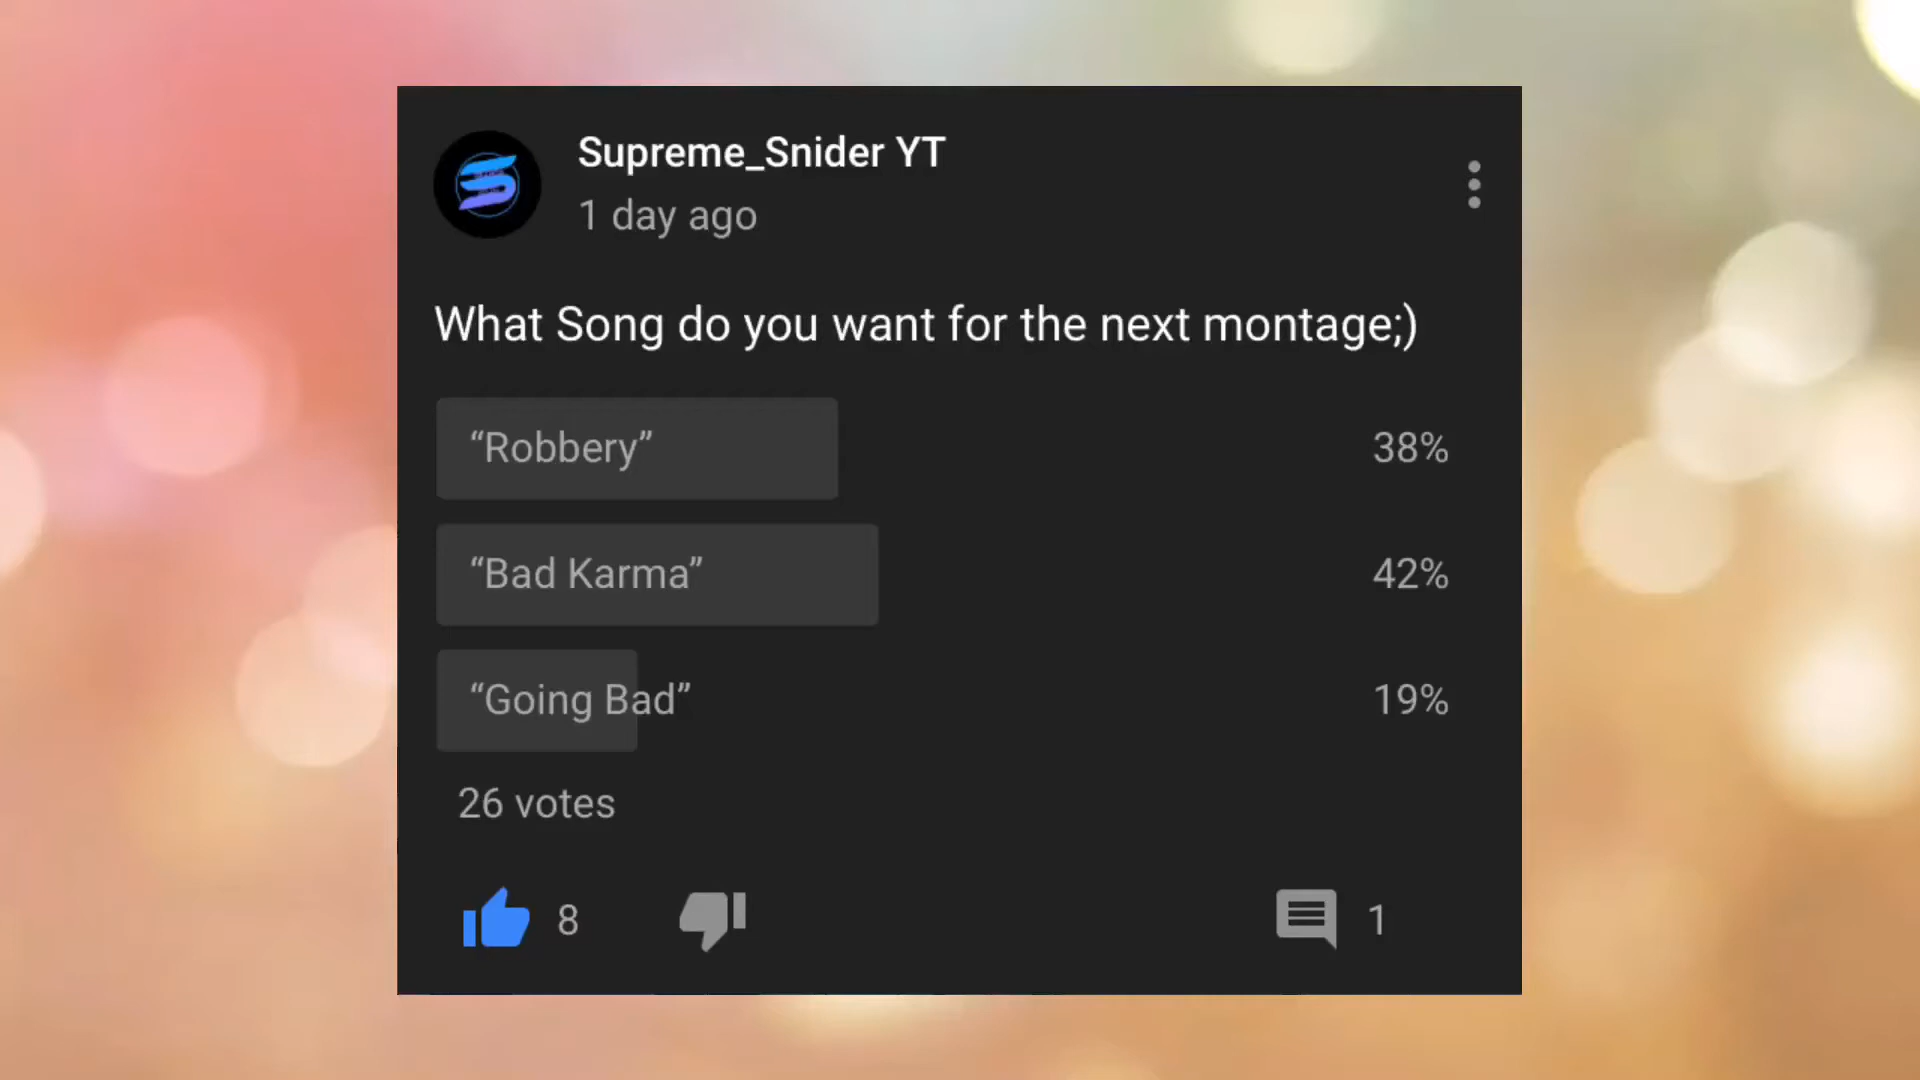 Supreme_Snider YT
1 day ago
What Song do you want for the next montage;)
“Robbery” 38%
“Bad Karma” 42%
“Going Bad” 19%
26 votes
8 1